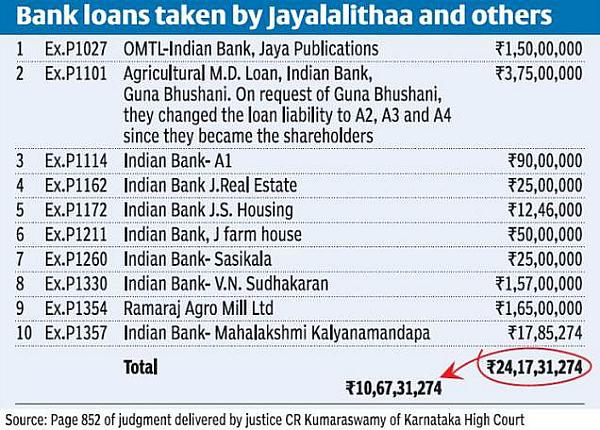 Bank loans taken by Jayalalithaa and others
1 Ex.P1027 OMTL-Indian Bank, Jaya Publications ₹1,50,00,000
2 Ex.P1101 Agricultural M.D. Loan, Indian Bank, ₹3,75,00,000
Guna Bhushani. On request of Guna Bhushani,
they changed the loan liability to A2, A3 and A4
since they became the shareholders
3 Ex.P1114 Indian Bank- A1 ₹90,00,000
4 Ex.P1162 Indian Bank J.Real Estate ₹25,00,000
5 Ex.P1172 Indian Bank J.S. Housing ₹12,46,000
6 Ex.P1211 Indian Bank, J farm house ₹50,00,000
7 Ex.P1260 Indian Bank- Sasikala ₹25,00,000
8 Ex.P1330 Indian Bank- V.N. Sudhakaran ₹1,57,00,000
9 Ex.P1354 Ramaraj Agro Mill Ltd ₹1,65,00,000
10 Ex.P1357 Indian Bank- Mahalakshmi Kalyanamandapa ₹17,85,274
Total ₹24,17,31,274
₹10,67,31,274
Source: Page 852 of judgment delivered by justice CR Kumaraswamy of Karnataka High Court